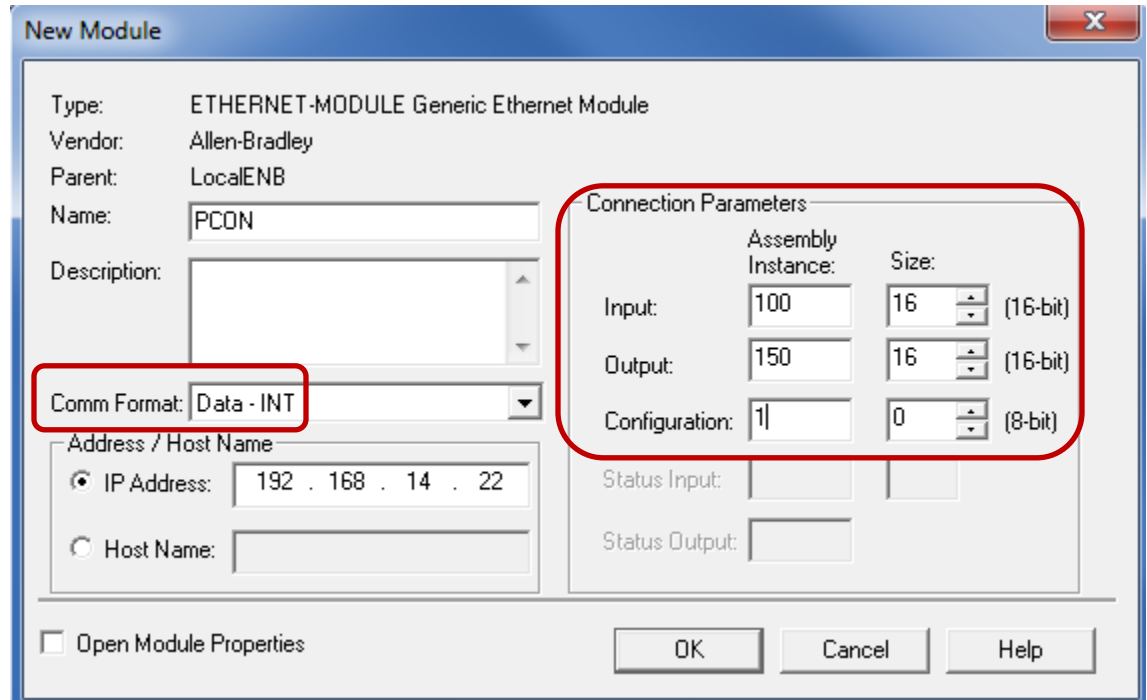 New Module
Type: ETHERNET-MODULE Generic Ethernet Module
Vendor: Allen-Bradley
Parent: LocalENB
Name: PCON
Description:
Comm Format: Data - INT
Address / Host Name
IP Address: 192 . 168 . 14 . 22
Host Name:
Connection Parameters
Assembly
Instance: Size:
Input: 100 16 (16-bit)
Output: 150 16 (16-bit)
Configuration: 1 0 (8-bit)
Status Input:
Status Output:
Open Module Properties
OK Cancel Help